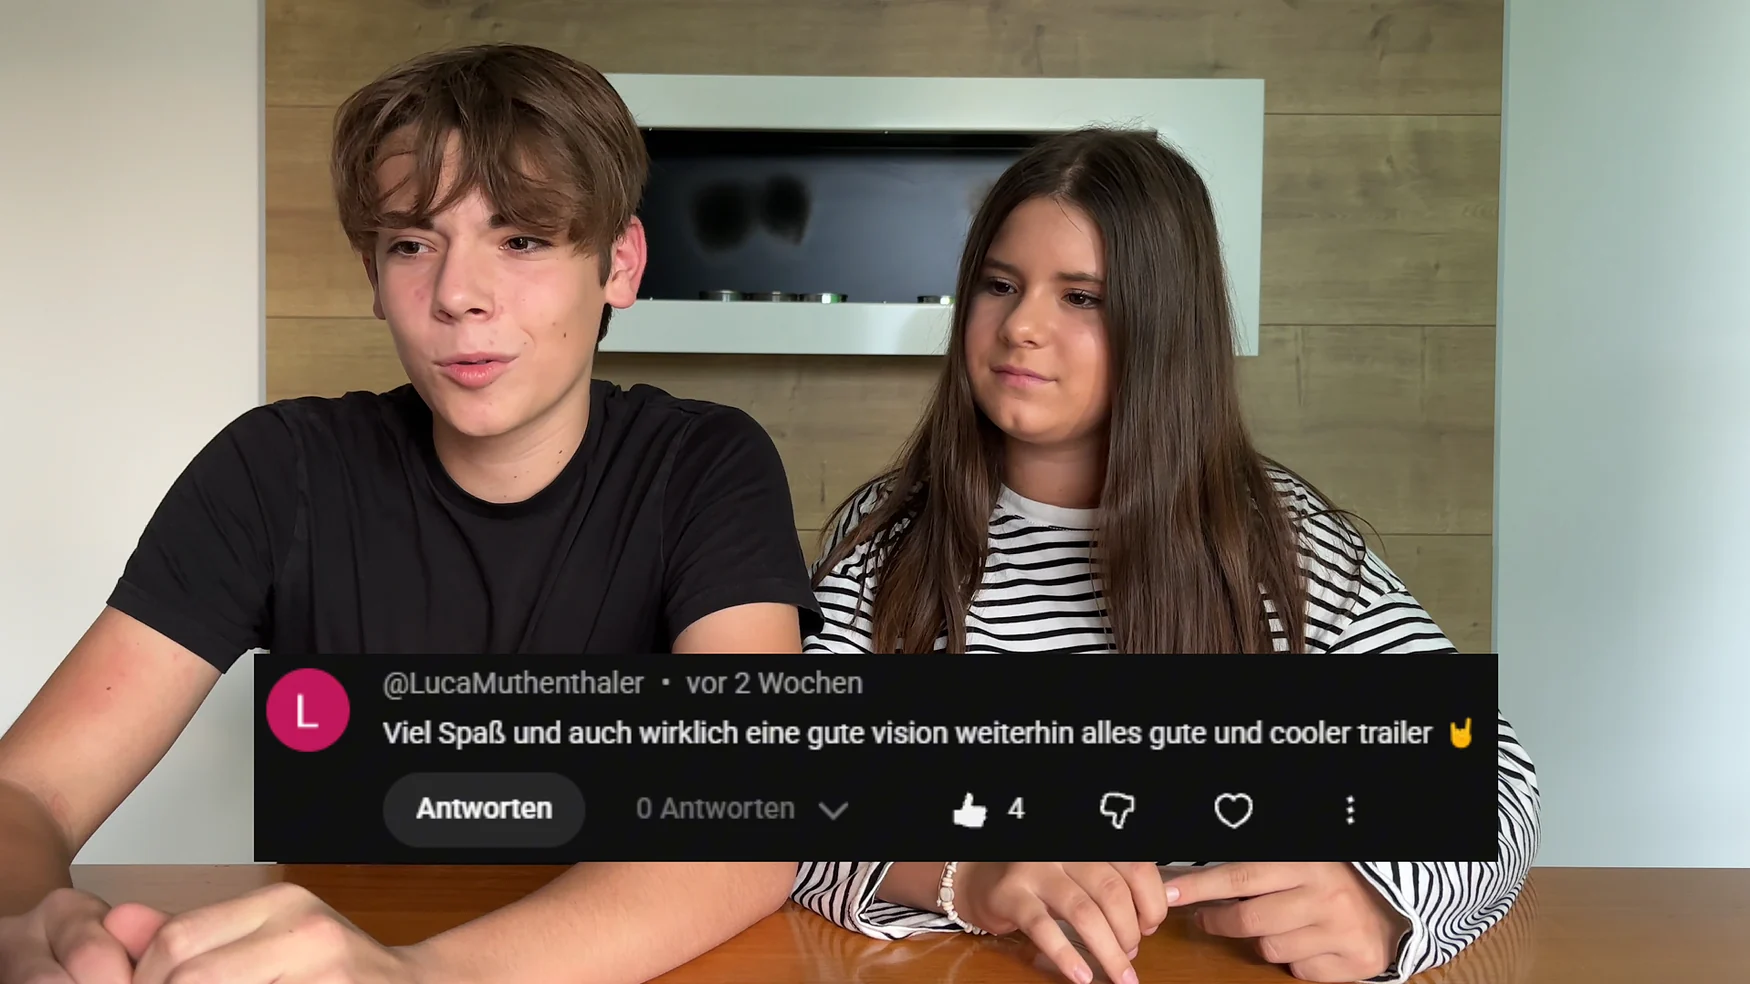 L
@LucaMuthenthaler • vor 2 Wochen
Viel Spaß und auch wirklich eine gute vision weiterhin alles gute und cooler trailer 🤘
Antworten
0 Antworten
4